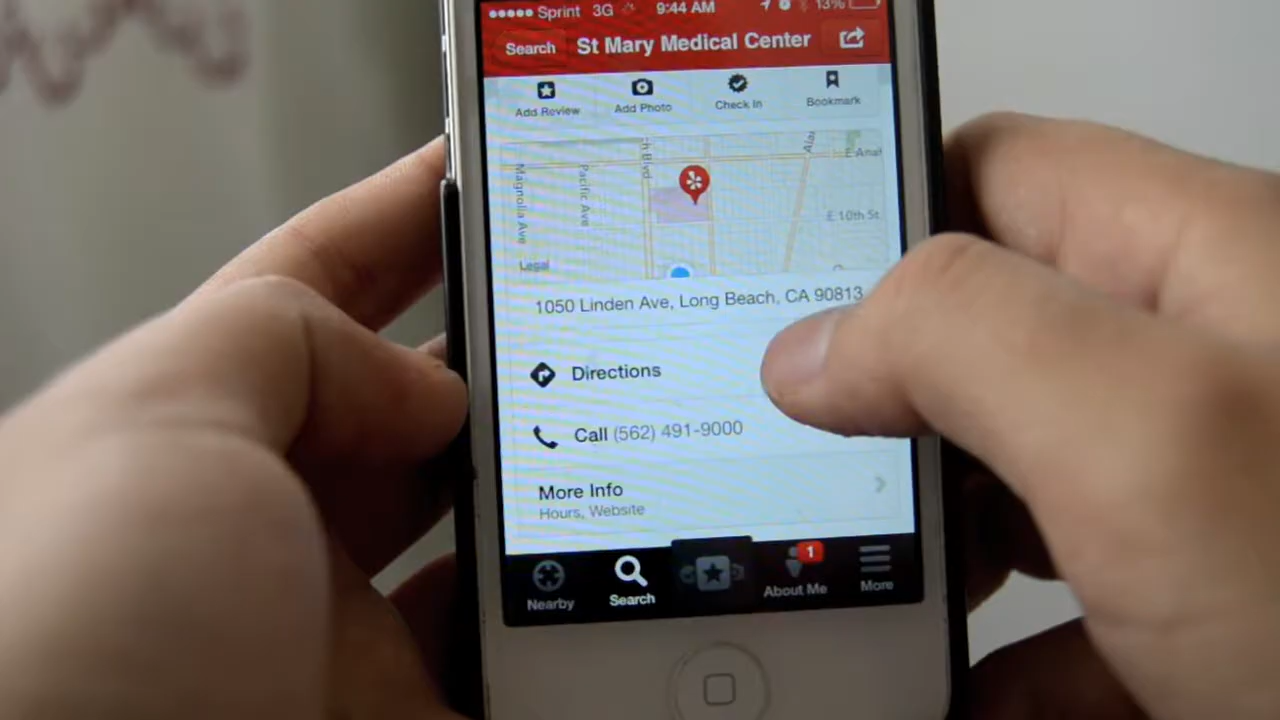 Sprint 3G 9:44 AM 13%
Search St Mary Medical Center
Add Review Add Photo Check In Bookmark
Magnolia Ave
Pacific Ave
Blvd
E 10th St
Legal
1050 Linden Ave, Long Beach, CA 90813
Directions
Call (562) 491-9000
More Info
Hours, Website
1
Nearby Search About Me More